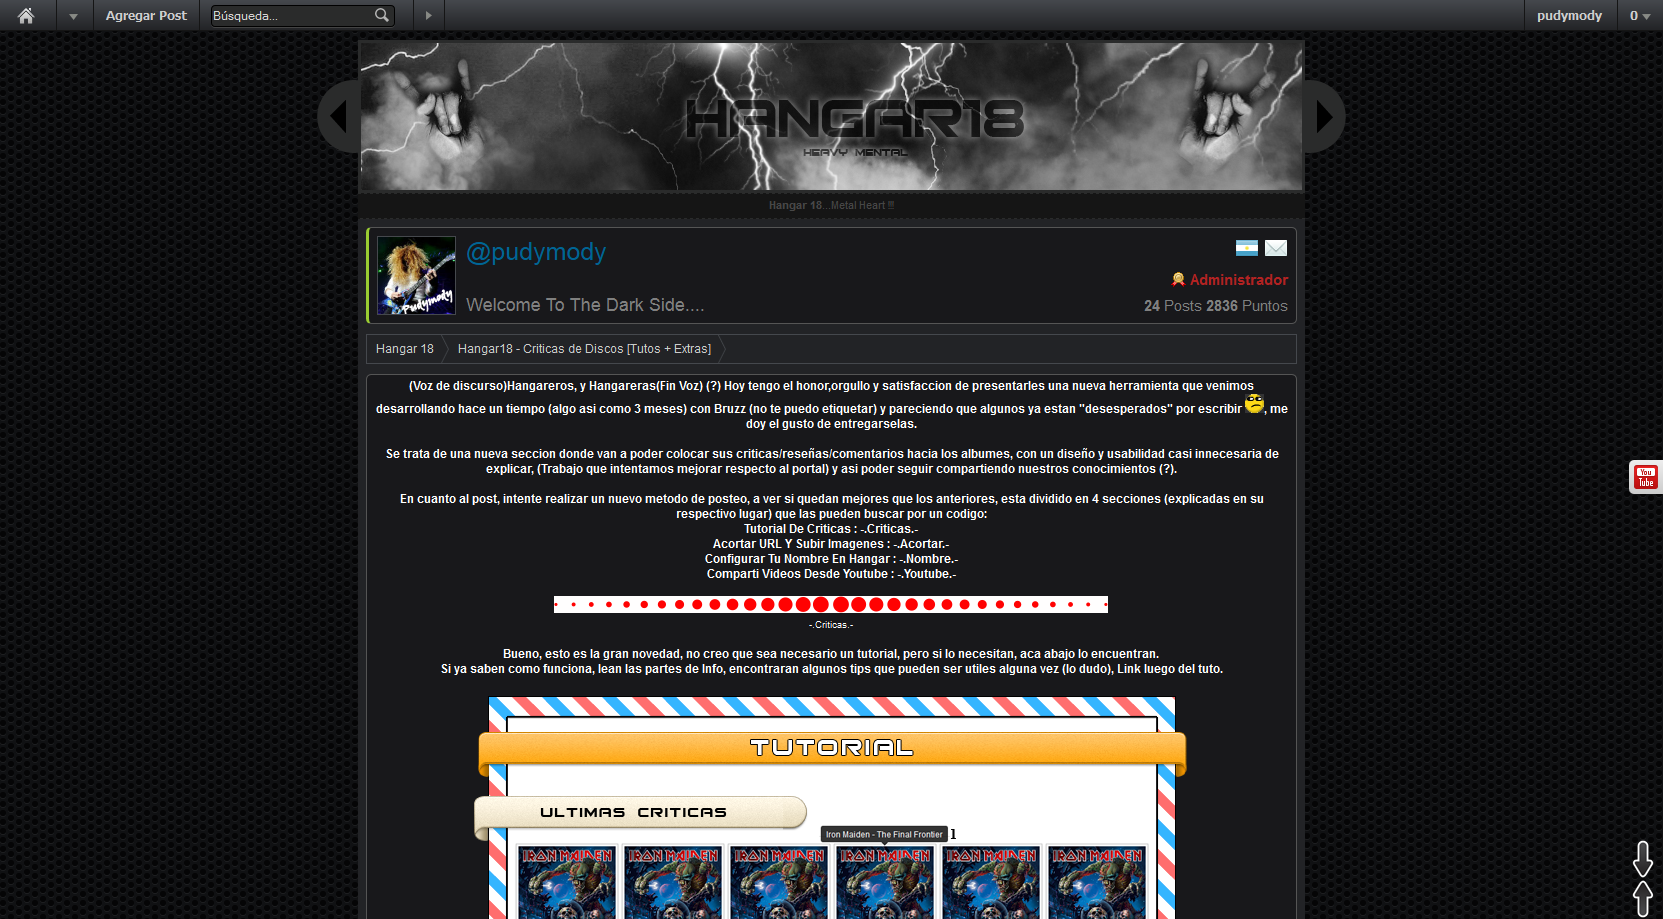 Agregar Post
Búsqueda...
pudymody
0
HANGAR18
HEAVY MENTAL
Hangar 18...Metal Heart !!!
@pudymody
Pudymody
Administrador
Welcome To The Dark Side....
24 Posts 2836 Puntos
Hangar 18
Hangar18 - Criticas de Discos [Tutos + Extras]
(Voz de discurso)Hangareros, y Hangareras(Fin Voz) (?) Hoy tengo el honor,orgullo y satisfaccion de presentarles una nueva herramienta que venimos
desarrollando hace un tiempo (algo asi como 3 meses) con Bruzz (no te puedo etiquetar) y pareciendo que algunos ya estan "desesperados" por escribir , me
doy el gusto de entregarselas.
Se trata de una nueva seccion donde van a poder colocar sus criticas/reseñas/comentarios hacia los albumes, con un diseño y usabilidad casi innecesaria de
explicar, (Trabajo que intentamos mejorar respecto al portal) y asi poder seguir compartiendo nuestros conocimientos (?).
En cuanto al post, intente realizar un nuevo metodo de posteo, a ver si quedan mejores que los anteriores, esta dividido en 4 secciones (explicadas en su
respectivo lugar) que las pueden buscar por un codigo:
Tutorial De Criticas : -.Criticas.-
Acortar URL Y Subir Imagenes : -.Acortar.-
Configurar Tu Nombre En Hangar : -.Nombre.-
Comparti Videos Desde Youtube : -.Youtube.-
You
Tube
-.Criticas.-
Bueno, esto es la gran novedad, no creo que sea necesario un tutorial, pero si lo necesitan, aca abajo lo encuentran.
Si ya saben como funciona, lean las partes de Info, encontraran algunos tips que pueden ser utiles alguna vez (lo dudo), Link luego del tuto.
TUTORIAL
ULTIMAS CRITICAS
Iron Maiden - The Final Frontier
1
IRON MAIDEN
IRON MAIDEN
IRON MAIDEN
IRON MAIDEN
IRON MAIDEN
IRON MAIDEN